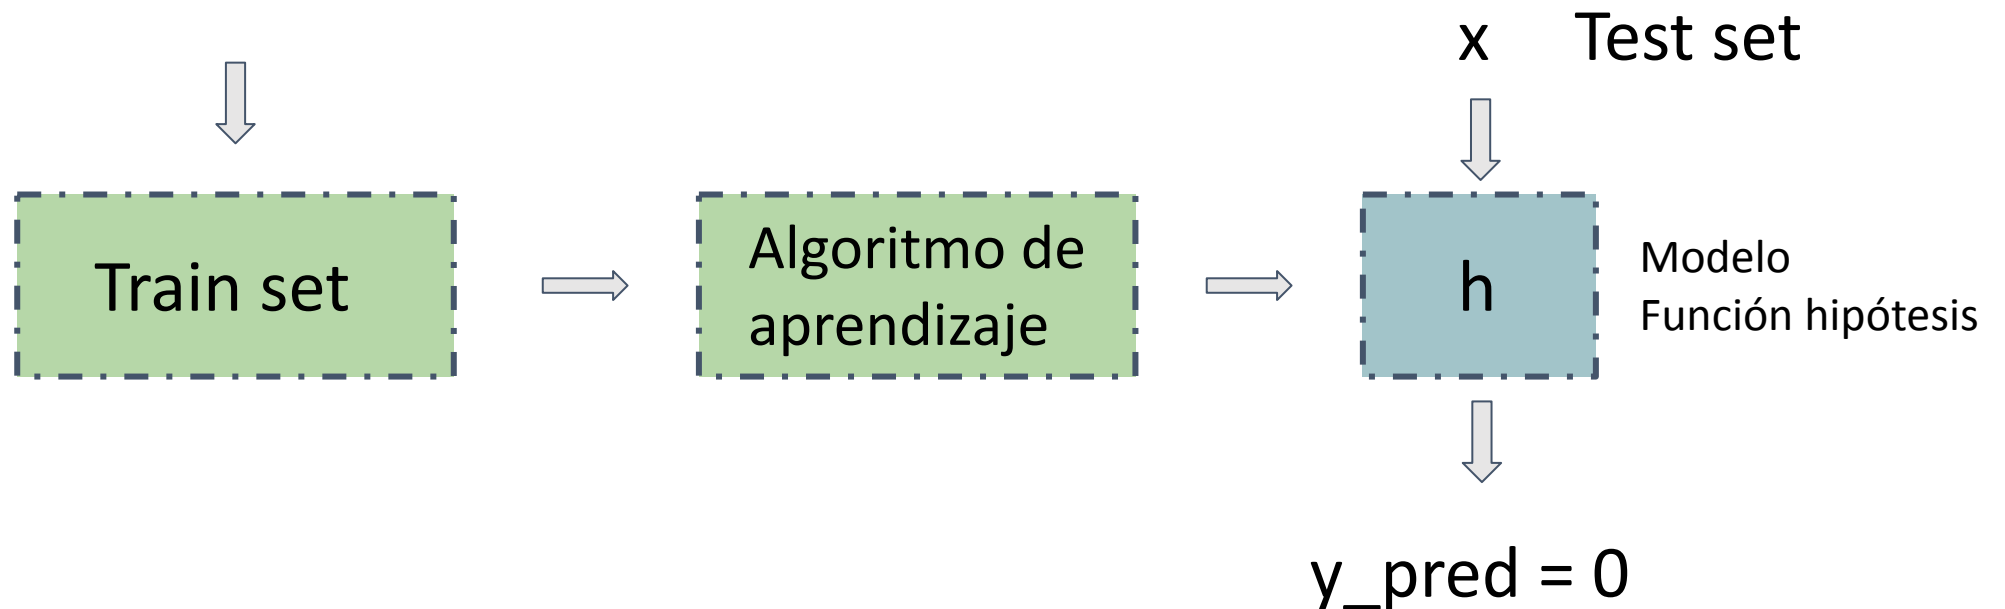 x Test set
Train set
Algoritmo de
aprendizaje
h
Modelo
Función hipótesis
y_pred = 0